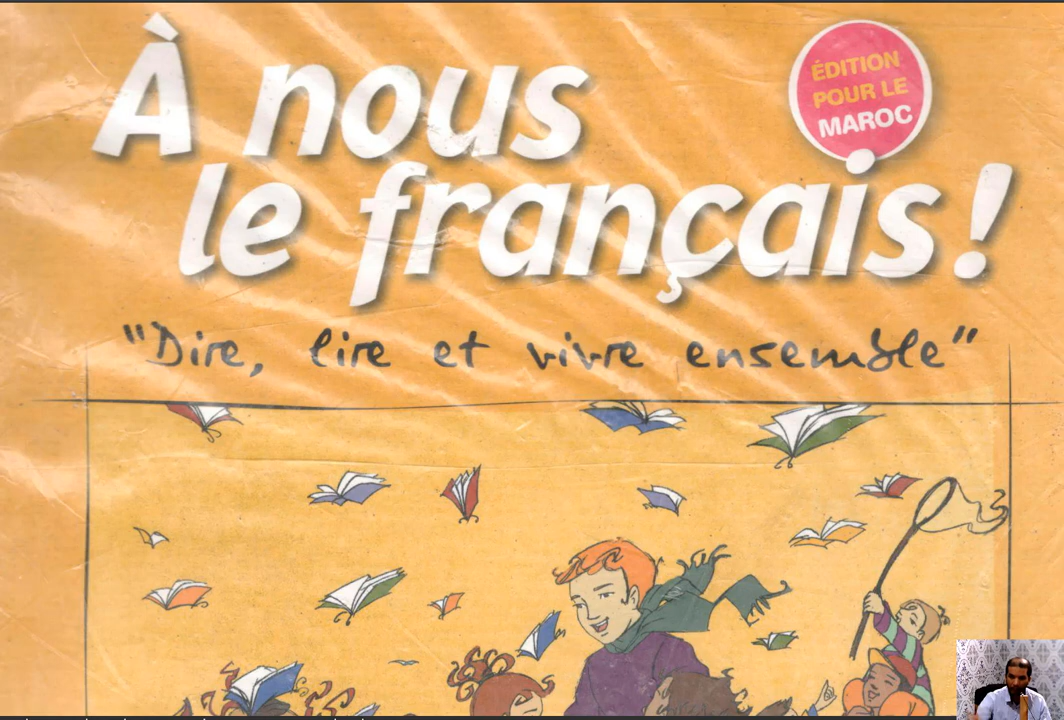 À nous
le français !
ÉDITION
POUR LE
MAROC
"Dire, lire et vivre ensemble"